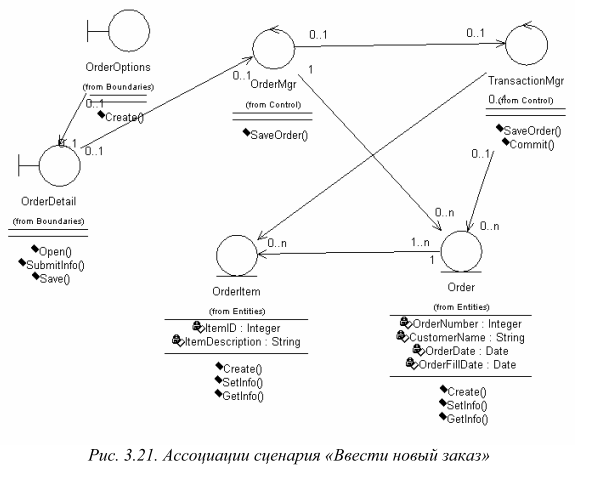 OrderOptions
(from Boundaries)
Create()
0..1
0..1
OrderDetail
(from Boundaries)
Open()
SubmitInfo()
Save()
0..1
0..1
OrderMgr
(from Control)
SaveOrder()
0..1
0..1
TransactionMgr
(from Control)
SaveOrder()
Commit()
1
0..n
0..1
0..n
0..1
0..n
1..n
1
OrderItem
(from Entities)
ItemID : Integer
ItemDescription : String
Create()
SetInfo()
GetInfo()
Order
(from Entities)
OrderNumber : Integer
CustomerName : String
OrderDate : Date
OrderFillDate : Date
Create()
SetInfo()
GetInfo()
Рис. 3.21. Ассоциации сценария «Ввести новый заказ»